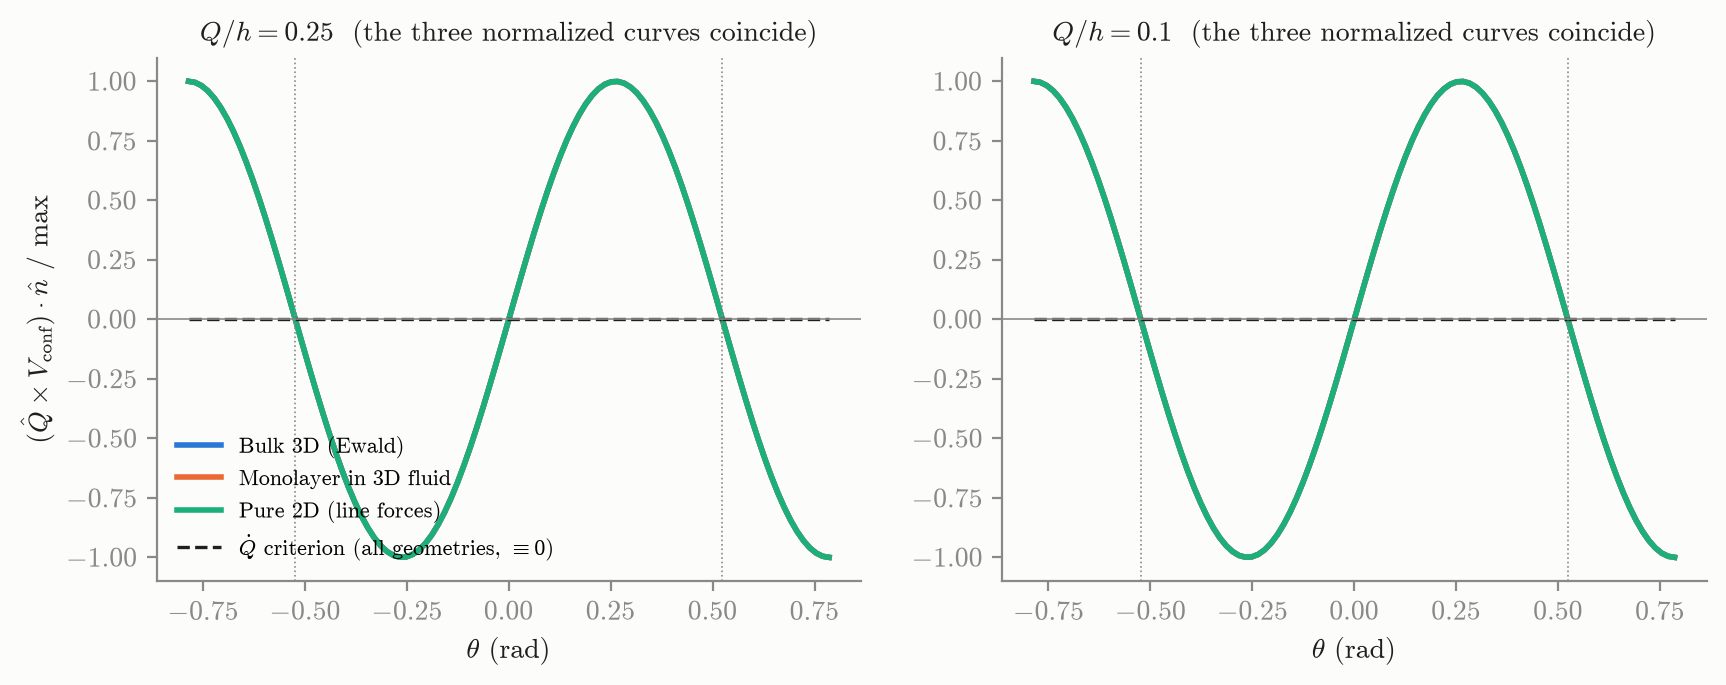 Q/h = 0.25 (the three normalized curves coincide)
(Q̂ × V_conf) · n̂ / max
1.00
0.75
0.50
0.25
0.00
−0.25
−0.50
−0.75
−1.00
Bulk 3D (Ewald)
Monolayer in 3D fluid
Pure 2D (line forces)
Q̇ criterion (all geometries, ≡ 0)
−0.75 −0.50 −0.25 0.00 0.25 0.50 0.75
θ (rad)
Q/h = 0.1 (the three normalized curves coincide)
1.00
0.75
0.50
0.25
0.00
−0.25
−0.50
−0.75
−1.00
−0.75 −0.50 −0.25 0.00 0.25 0.50 0.75
θ (rad)